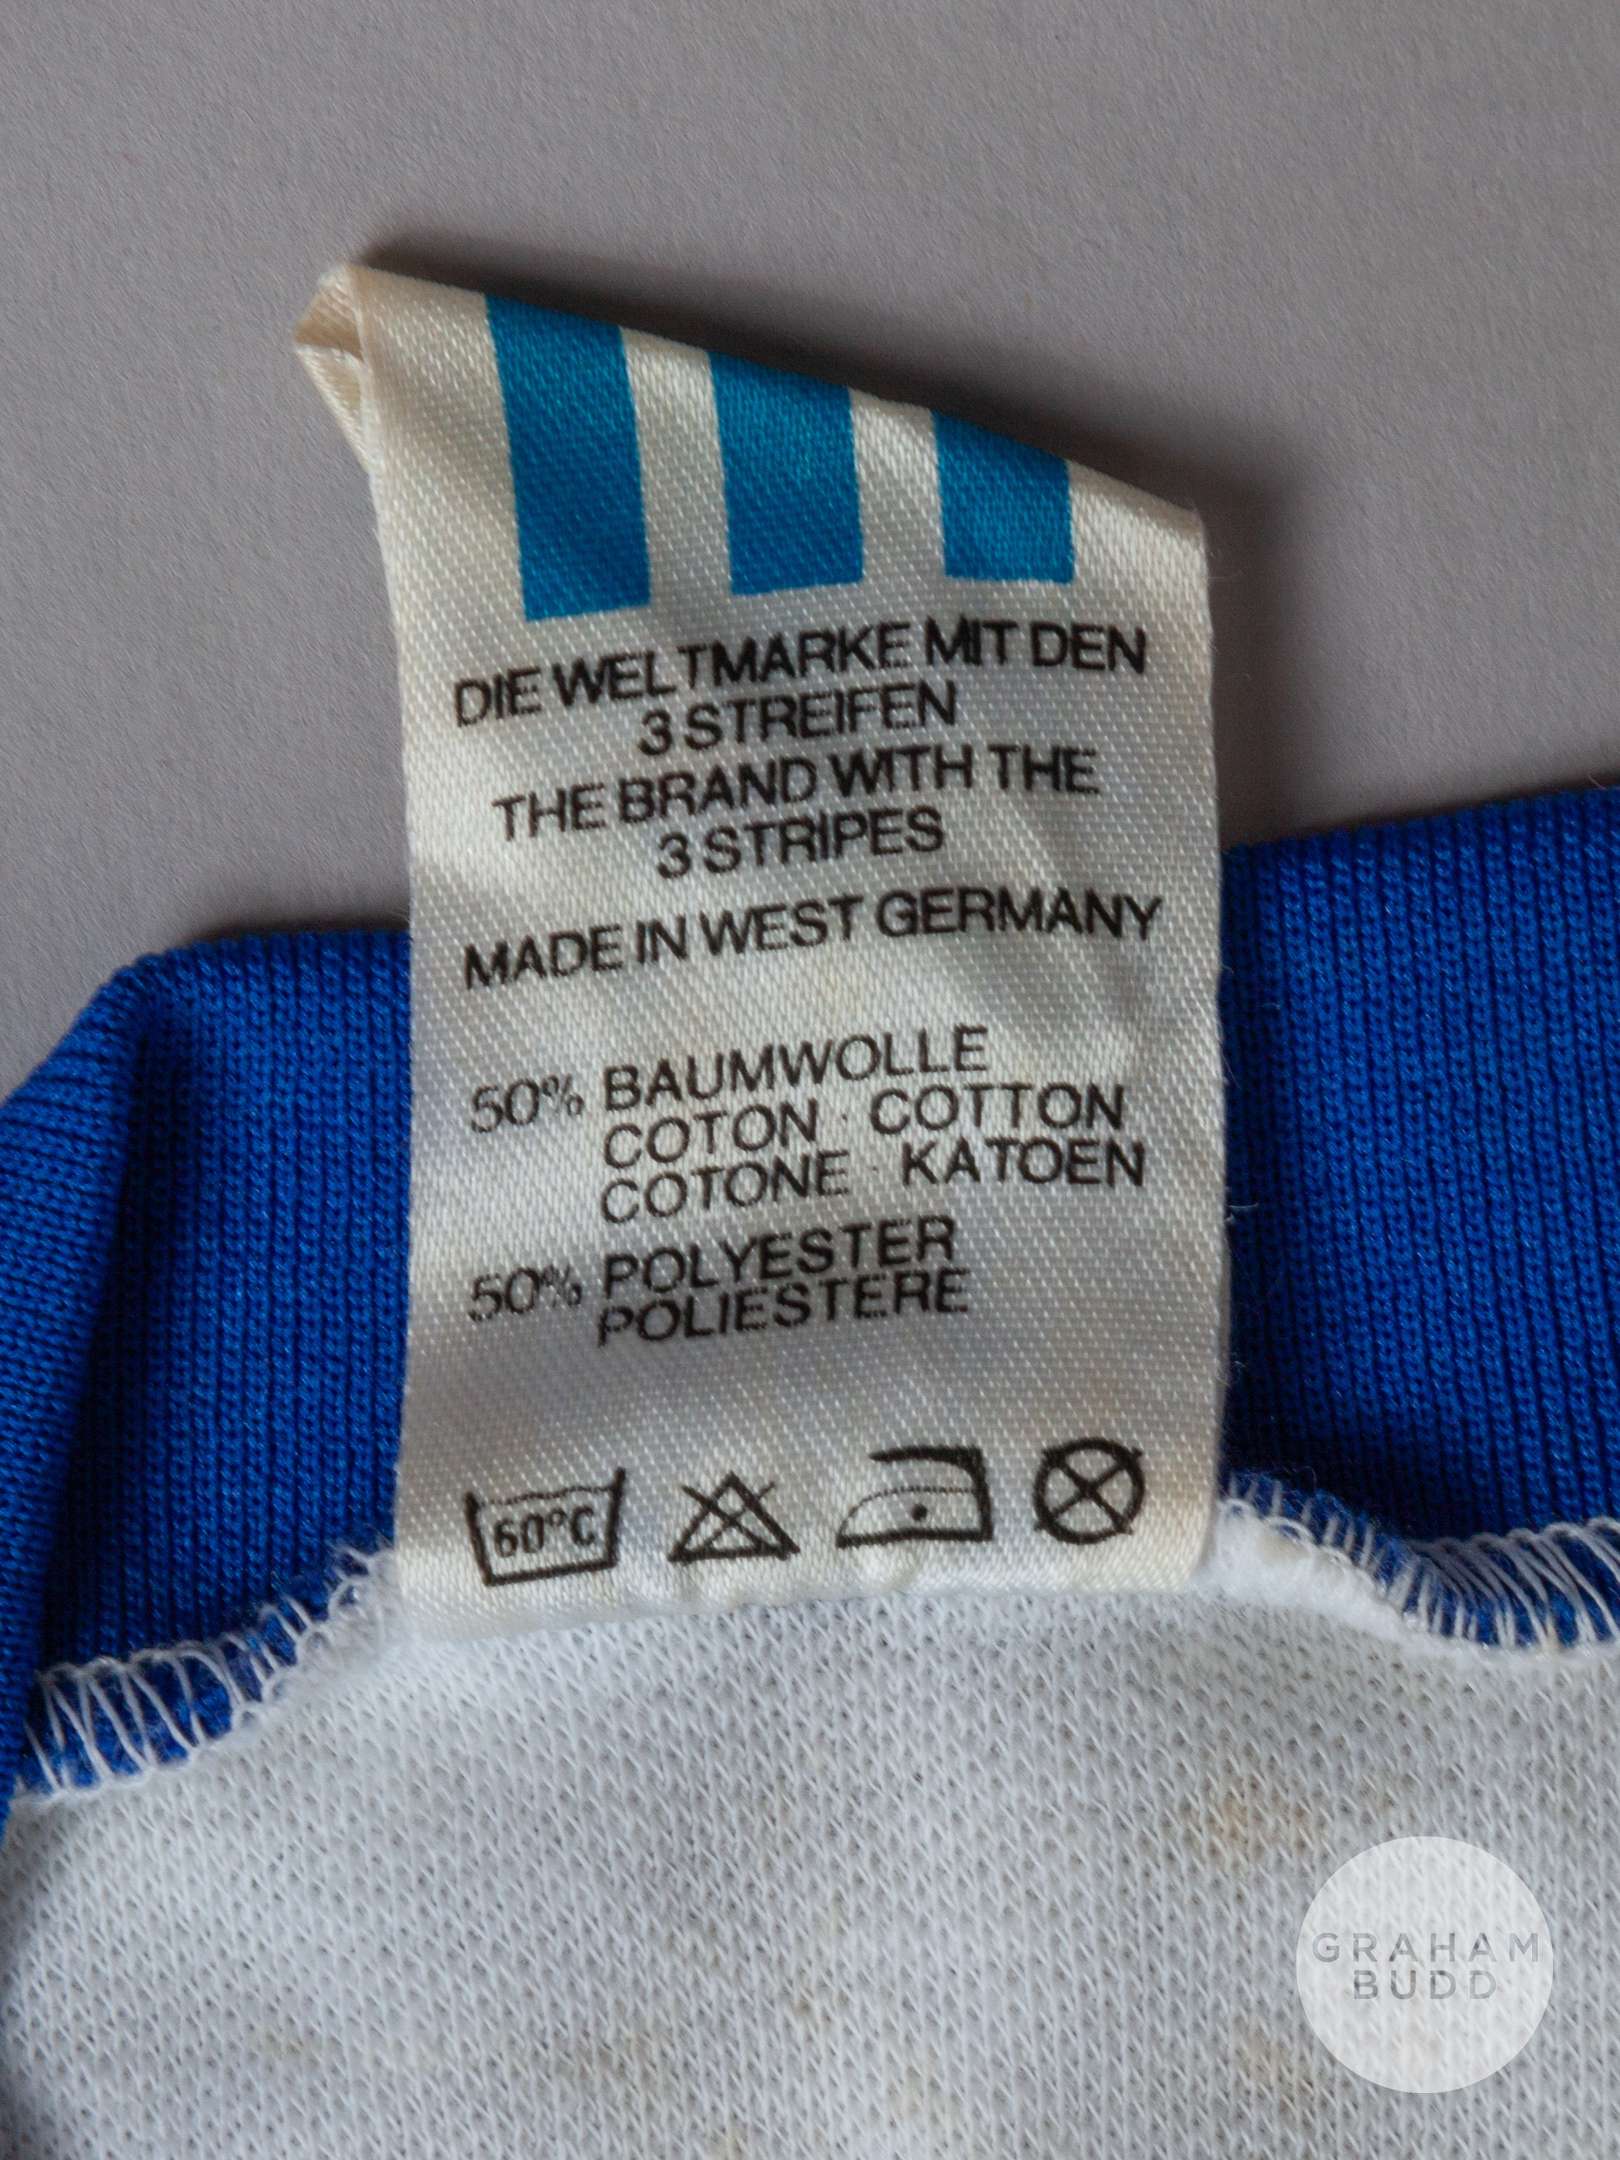 DIE WELTMARKE MIT DEN
3 STREIFEN
THE BRAND WITH THE
3 STRIPES
MADE IN WEST GERMANY
50% BAUMWOLLE
COTON · COTTON
COTONE · KATOEN
50% POLYESTER
POLIESTERE
60°C
GRAHAM
BUDD